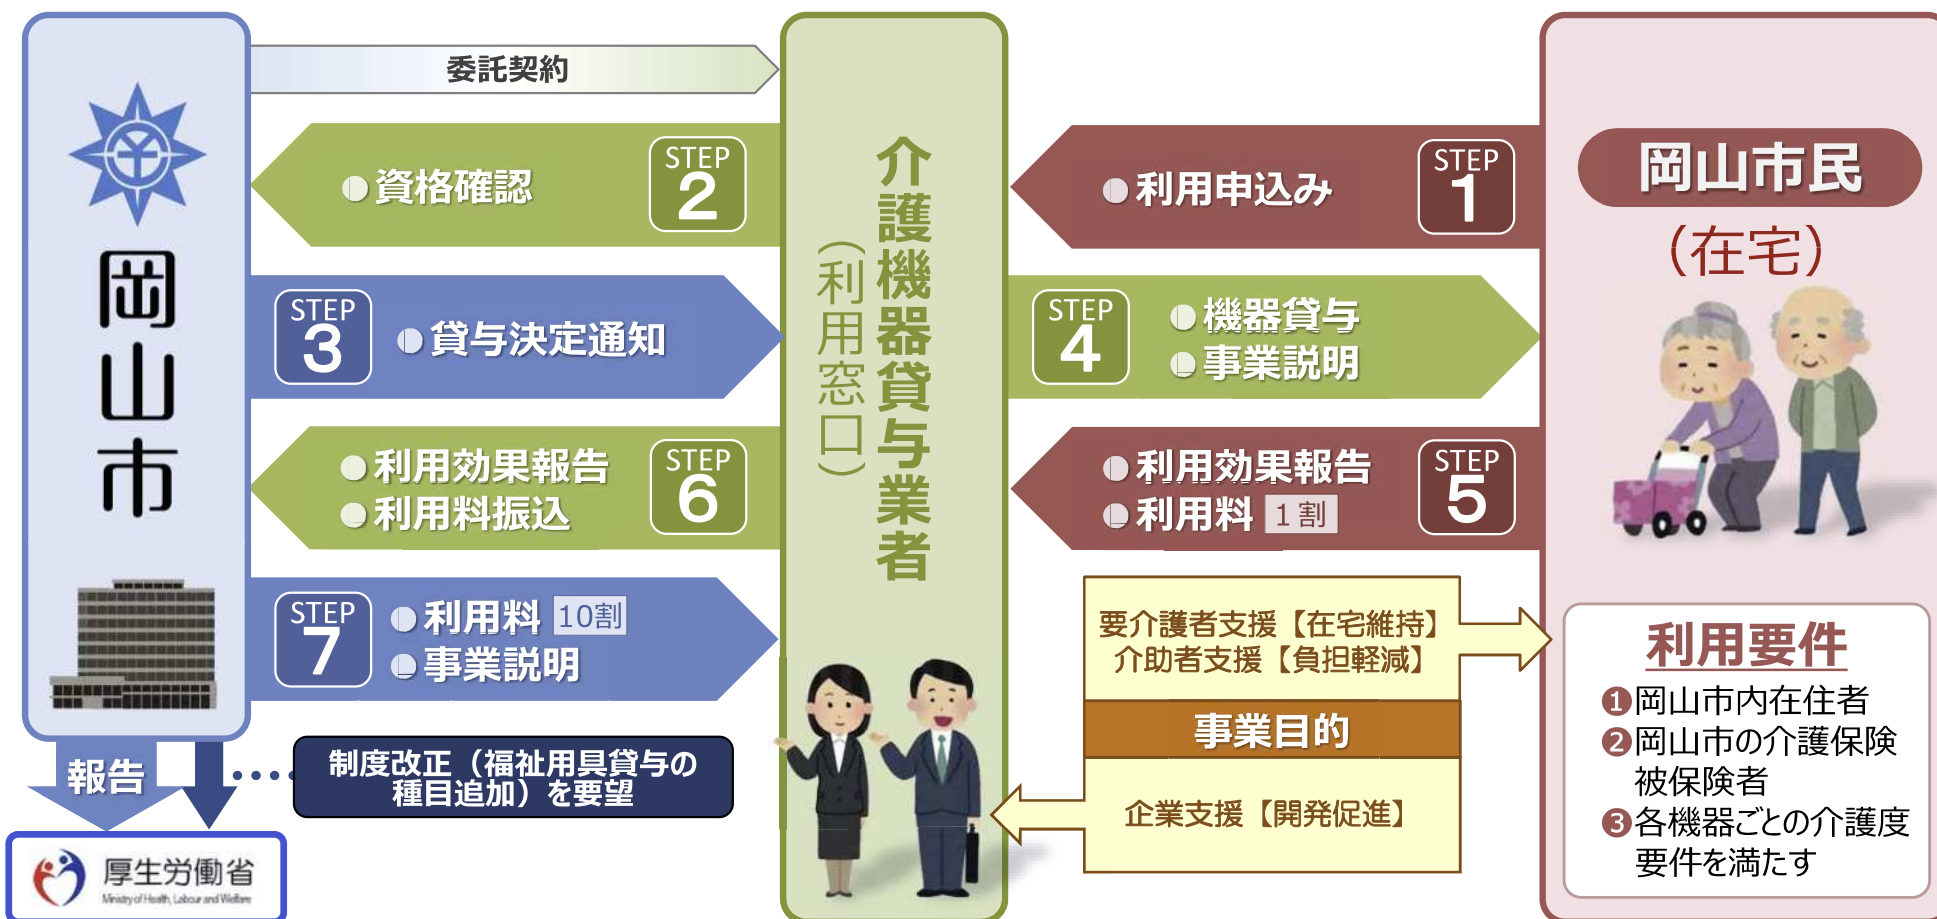 委託契約
岡山市
STEP 1
利用申込み
STEP 2
資格確認
STEP 3
貸与決定通知
STEP 4
機器貸与
事業説明
STEP 5
利用効果報告
利用料 1割
STEP 6
利用効果報告
利用料振込
STEP 7
利用料 10割
事業説明
介護機器貸与業者
（利用窓口）
岡山市民
（在宅）
利用要件
❶岡山市内在住者
❷岡山市の介護保険
被保険者
❸各機器ごとの介護度
要件を満たす
要介護者支援【在宅維持】
介助者支援【負担軽減】
事業目的
企業支援【開発促進】
報告
制度改正（福祉用具貸与の
種目追加）を要望
厚生労働省
Ministry of Health, Labour and Welfare